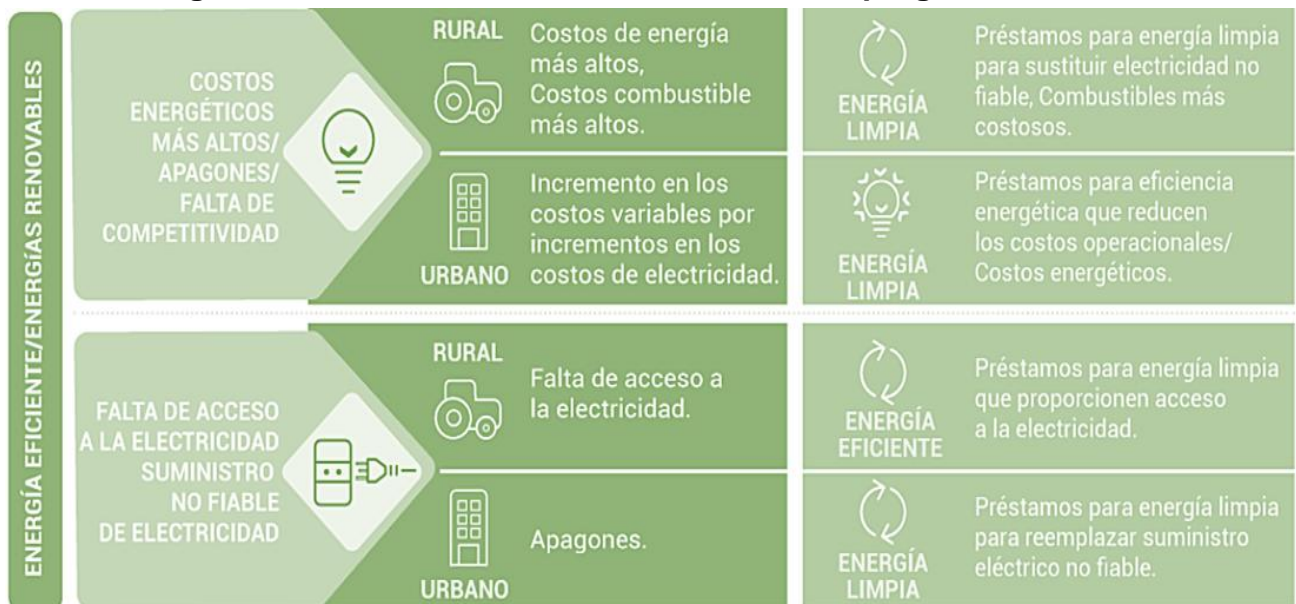 ENERGÍA EFICIENTE/ENERGÍAS RENOVABLES
COSTOS
ENERGÉTICOS
MÁS ALTOS/
APAGONES/
FALTA DE
COMPETITIVIDAD
RURAL
Costos de energía
más altos,
Costos combustible
más altos.
ENERGÍA
LIMPIA
Préstamos para energía limpia
para sustituir electricidad no
fiable, Combustibles más
costosos.
URBANO
Incremento en los
costos variables por
incrementos en los
costos de electricidad.
ENERGÍA
LIMPIA
Préstamos para eficiencia
energética que reducen
los costos operacionales/
Costos energéticos.
FALTA DE ACCESO
A LA ELECTRICIDAD
SUMINISTRO
NO FIABLE
DE ELECTRICIDAD
RURAL
Falta de acceso a
la electricidad.
ENERGÍA
EFICIENTE
Préstamos para energía limpia
que proporcionen acceso
a la electricidad.
URBANO
Apagones.
ENERGÍA
LIMPIA
Préstamos para energía limpia
para reemplazar suministro
eléctrico no fiable.